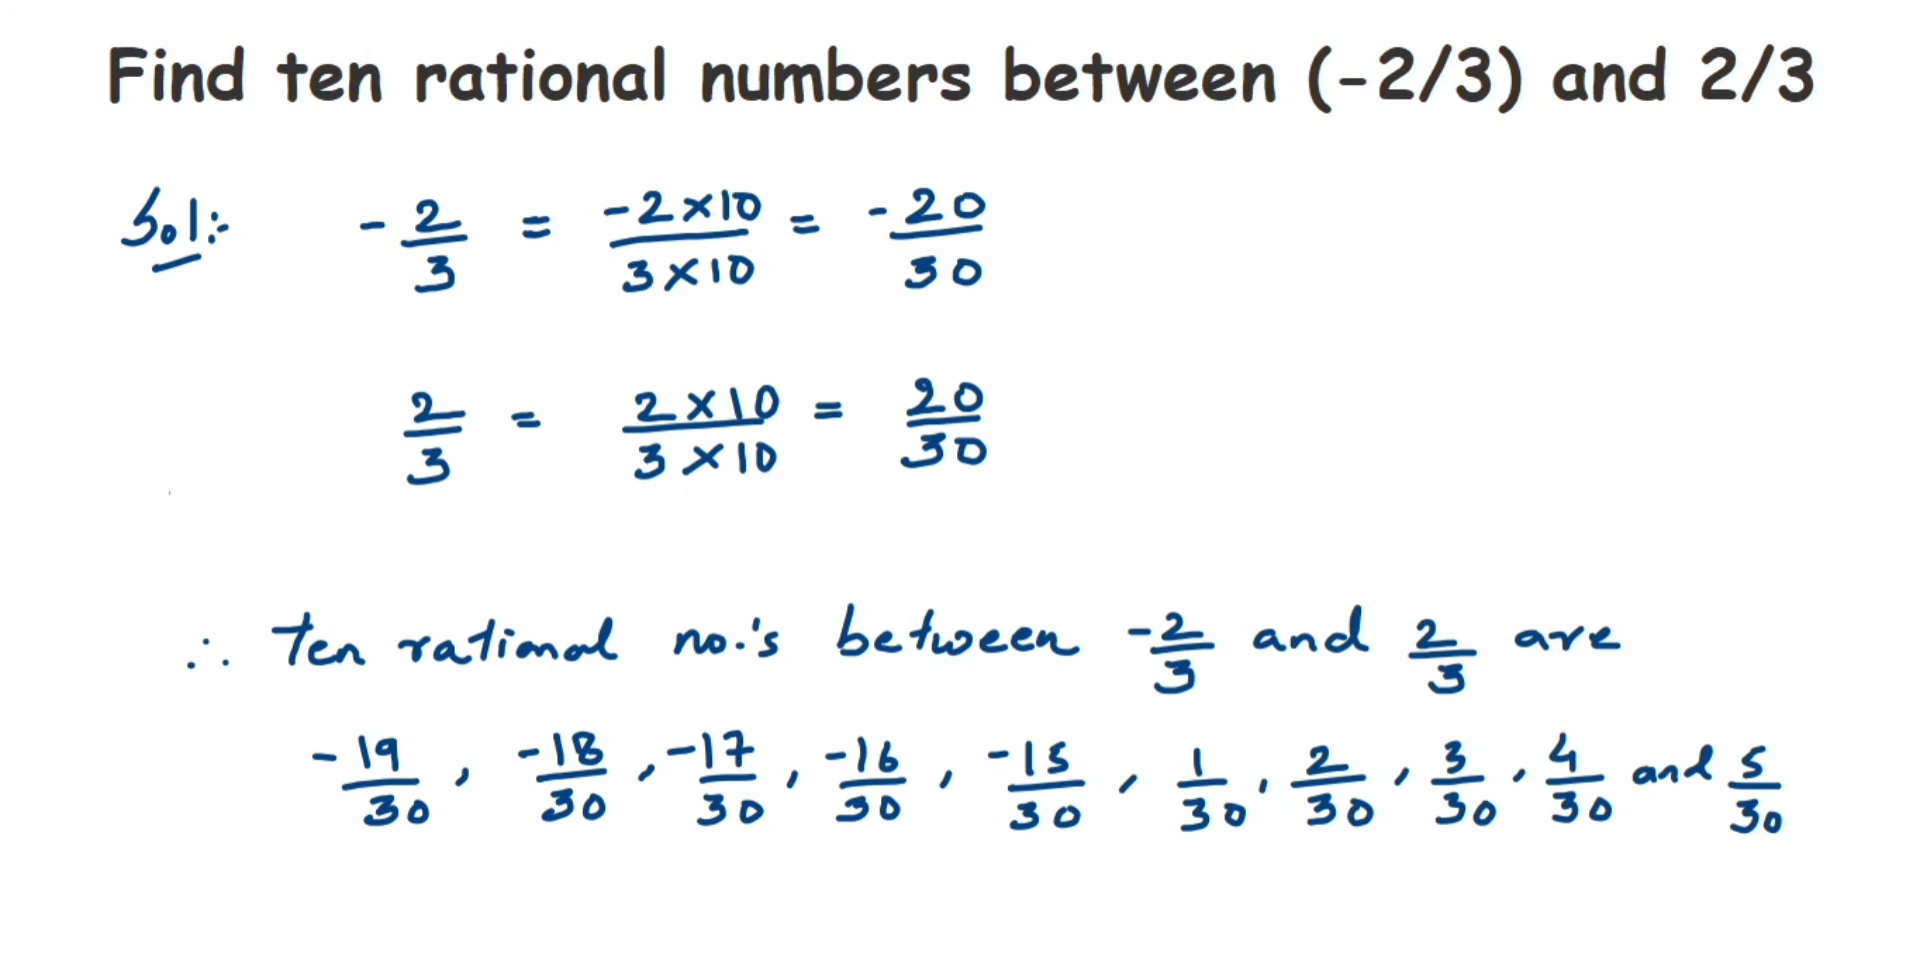 Find ten rational numbers between (-2/3) and 2/3
Sol:- -2/3 = -2×10/3×10 = -20/30
2/3 = 2×10/3×10 = 20/30
∴ ten rational no.'s between -2/3 and 2/3 are
-19/30, -18/30, -17/30, -16/30, -15/30, 1/30, 2/30, 3/30, 4/30 and 5/30